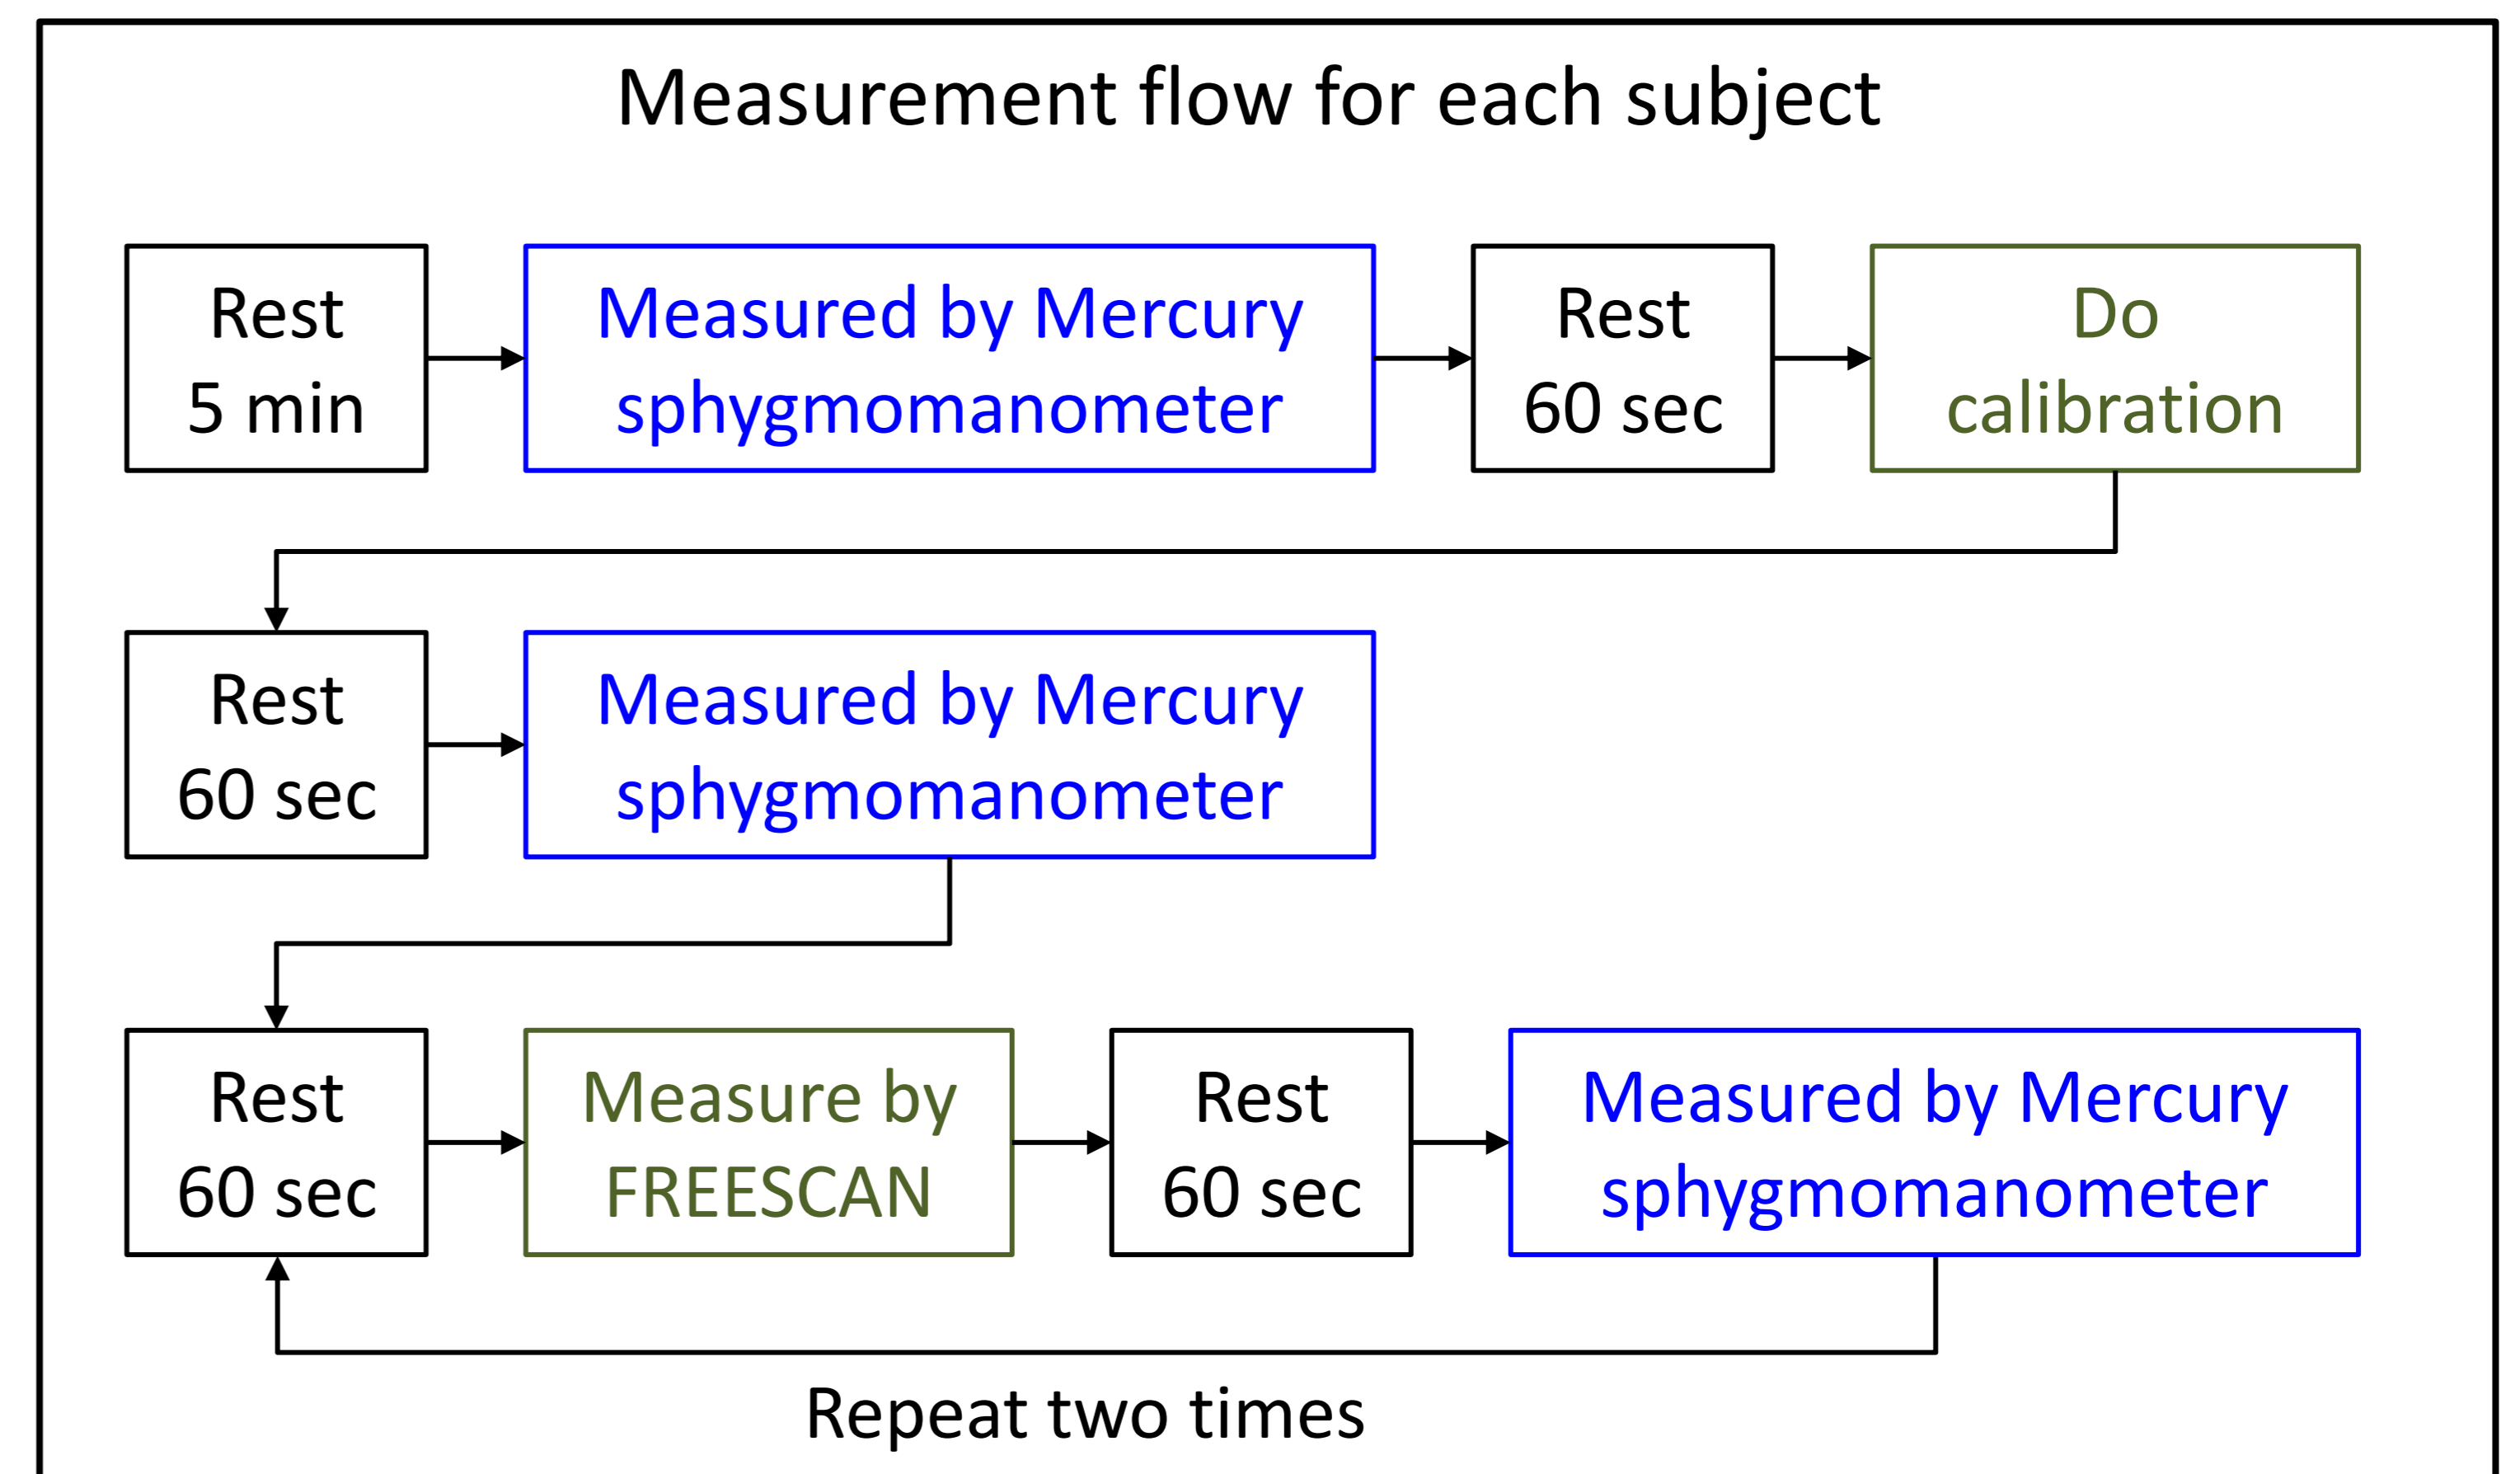 Measurement flow for each subject
Rest
5 min
Measured by Mercury
sphygmomanometer
Rest
60 sec
Do
calibration
Rest
60 sec
Measured by Mercury
sphygmomanometer
Rest
60 sec
Measure by
FREESCAN
Rest
60 sec
Measured by Mercury
sphygmomanometer
Repeat two times